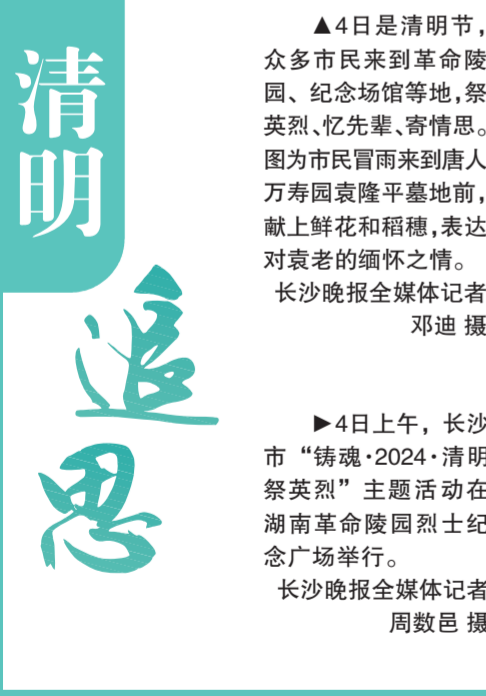 清明
追
思
▲4日是清明节，
众多市民来到革命陵
园、纪念场馆等地，祭
英烈、忆先辈、寄情思。
图为市民冒雨来到唐人
万寿园袁隆平墓地前，
献上鲜花和稻穗，表达
对袁老的缅怀之情。
长沙晚报全媒体记者
邓迪 摄
▶4日上午，长沙
市“铸魂·2024·清明
祭英烈”主题活动在
湖南革命陵园烈士纪
念广场举行。
长沙晚报全媒体记者
周数邑 摄